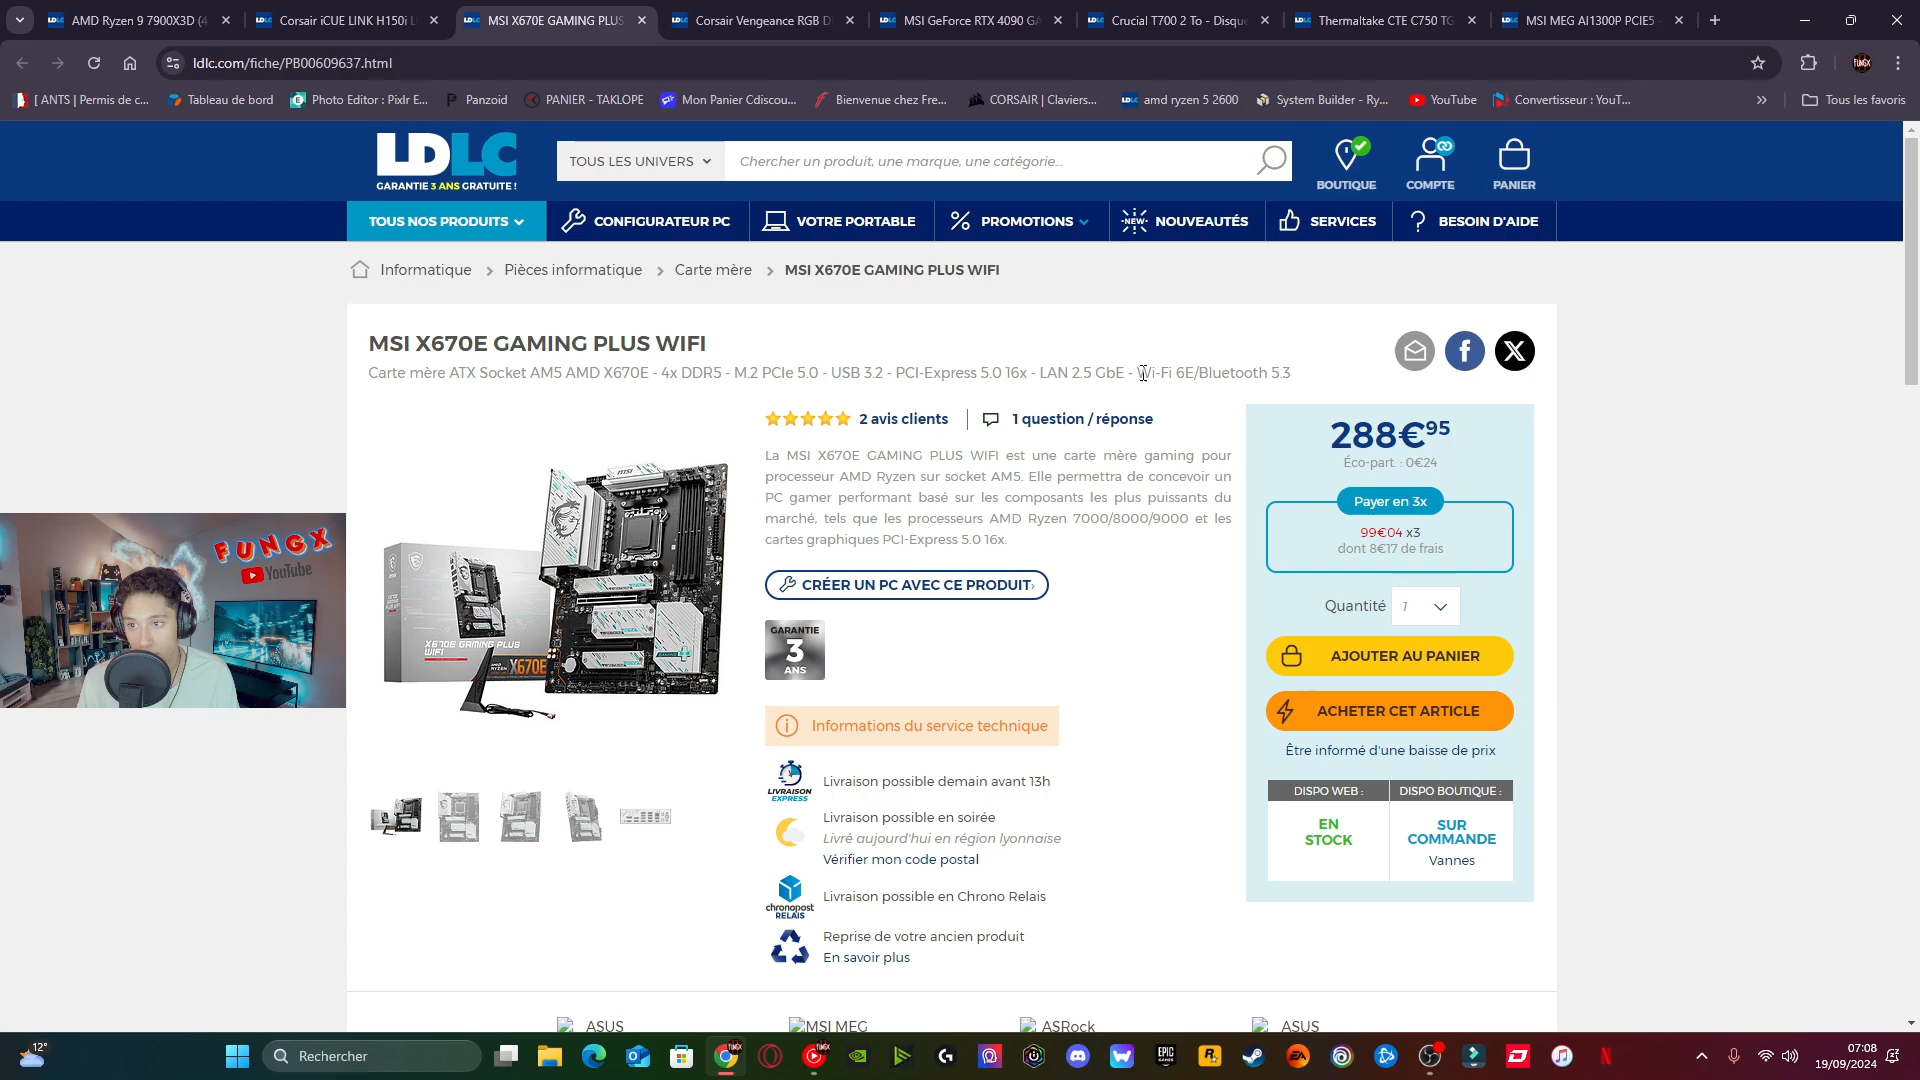 AMD Ryzen 9 7900X3D (4
Corsair iCUE LINK H150i L
MSI X670E GAMING PLUS
Corsair Vengeance RGB D
MSI GeForce RTX 4090 GA
Crucial T700 2 To - Disque
Thermaltake CTE C750 TG
MSI MEG AI1300P PCIE5 -
ldlc.com/fiche/PB00609637.html
[ ANTS | Permis de c...
Tableau de bord
Photo Editor : Pixlr E...
Panzoid
PANIER - TAKLOPE
Mon Panier Cdiscou...
Bienvenue chez Fre...
CORSAIR | Claviers...
amd ryzen 5 2600
System Builder - Ry...
YouTube
Convertisseur : YouT...
Tous les favoris
LDLC
GARANTIE 3 ANS GRATUITE !
TOUS LES UNIVERS
Chercher un produit, une marque, une catégorie...
BOUTIQUE
COMPTE
PANIER
TOUS NOS PRODUITS
CONFIGURATEUR PC
VOTRE PORTABLE
PROMOTIONS
NEW
NOUVEAUTÉS
SERVICES
BESOIN D'AIDE
Informatique
Pièces informatique
Carte mère
MSI X670E GAMING PLUS WIFI
MSI X670E GAMING PLUS WIFI
Carte mère ATX Socket AM5 AMD X670E - 4x DDR5 - M.2 PCIe 5.0 - USB 3.2 - PCI-Express 5.0 16x - LAN 2.5 GbE - Wi-Fi 6E/Bluetooth 5.3
2 avis clients
1 question / réponse
La MSI X670E GAMING PLUS WIFI est une carte mère gaming pour
processeur AMD Ryzen sur socket AM5. Elle permettra de concevoir un
PC gamer performant basé sur les composants les plus puissants du
marché, tels que les processeurs AMD Ryzen 7000/8000/9000 et les
cartes graphiques PCI-Express 5.0 16x.
CRÉER UN PC AVEC CE PRODUIT
GARANTIE
3
ANS
Informations du service technique
LIVRAISON
EXPRESS
Livraison possible demain avant 13h
Livraison possible en soirée
Livré aujourd'hui en région lyonnaise
Vérifier mon code postal
chronopost
RELAIS
Livraison possible en Chrono Relais
Reprise de votre ancien produit
En savoir plus
288€95
Éco-part. : 0€24
Payer en 3x
99€04 x3
dont 8€17 de frais
Quantité
1
AJOUTER AU PANIER
ACHETER CET ARTICLE
Être informé d'une baisse de prix
DISPO WEB :
DISPO BOUTIQUE :
EN
STOCK
SUR
COMMANDE
Vannes
X670E GAMING PLUS
WIFI
X670E
msi
FUNGX
YouTube
ASUS
MSI MEG
ASRock
ASUS
12°
Rechercher
07:08
19/09/2024